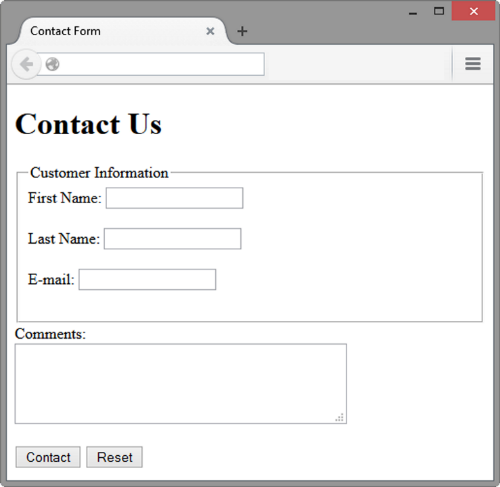 Contact Form
Contact Us
Customer Information
First Name:
Last Name:
E-mail:
Comments:
Contact Reset